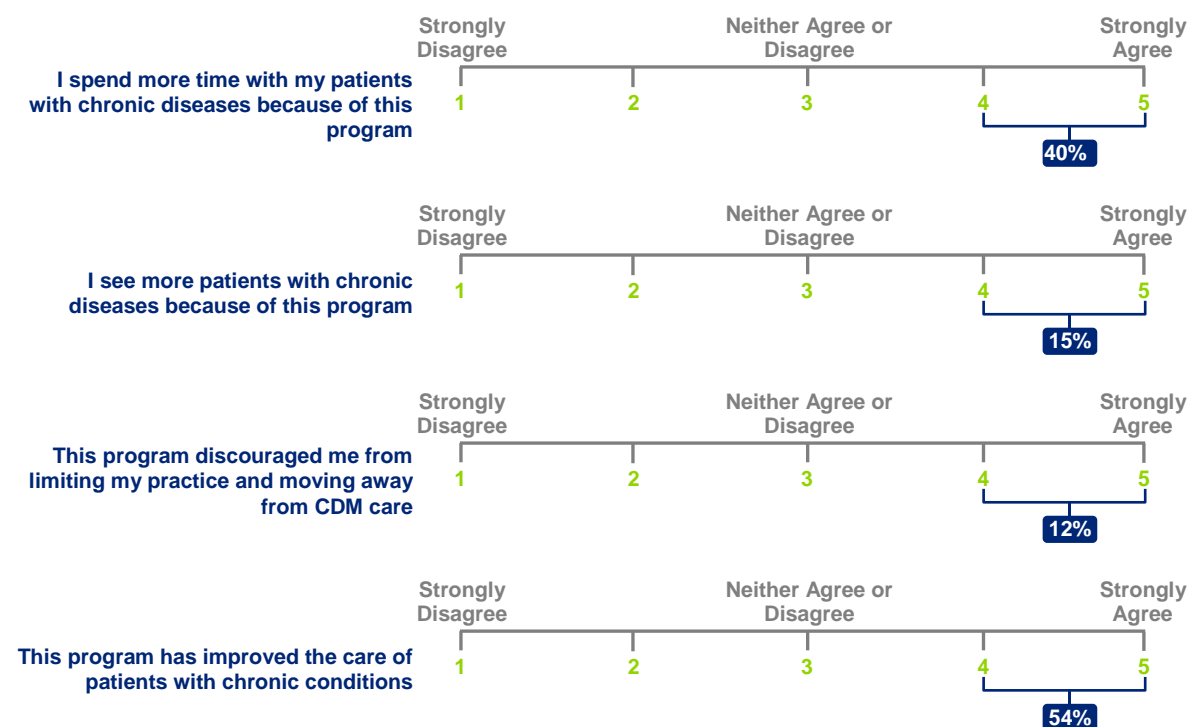 Strongly Disagree
Neither Agree or Disagree
Strongly Agree
I spend more time with my patients
with chronic diseases because of this
program
1 2 3 4 5
40%
Strongly Disagree
Neither Agree or Disagree
Strongly Agree
I see more patients with chronic
diseases because of this program
1 2 3 4 5
15%
Strongly Disagree
Neither Agree or Disagree
Strongly Agree
This program discouraged me from
limiting my practice and moving away
from CDM care
1 2 3 4 5
12%
Strongly Disagree
Neither Agree or Disagree
Strongly Agree
This program has improved the care of
patients with chronic conditions
1 2 3 4 5
54%